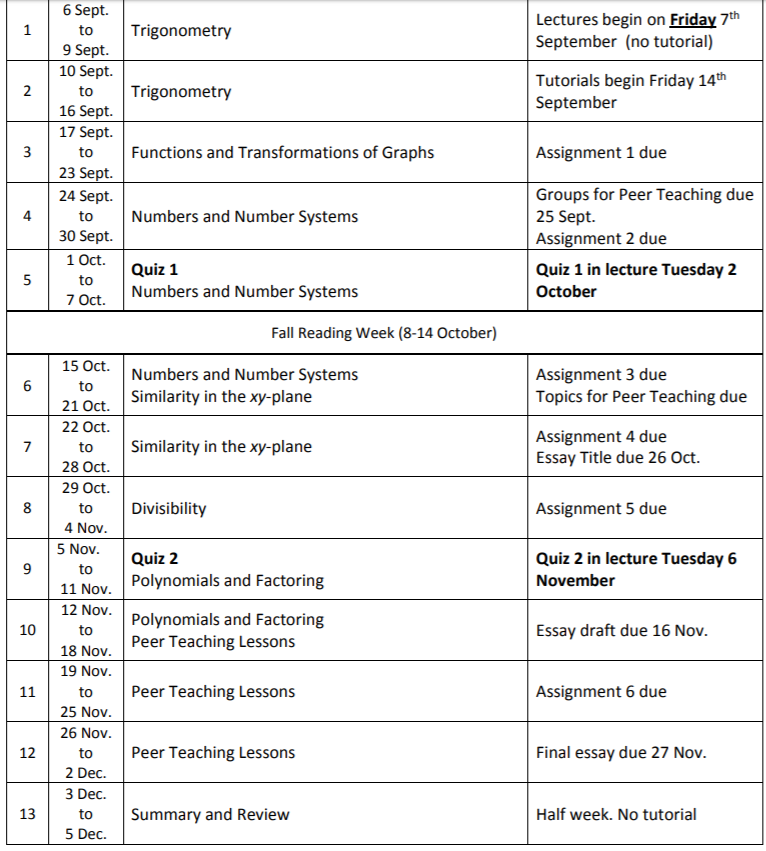 1
6 Sept.
to
9 Sept.
Trigonometry
Lectures begin on Friday 7th
September (no tutorial)
2
10 Sept.
to
16 Sept.
Trigonometry
Tutorials begin Friday 14th
September
3
17 Sept.
to
23 Sept.
Functions and Transformations of Graphs
Assignment 1 due
4
24 Sept.
to
30 Sept.
Numbers and Number Systems
Groups for Peer Teaching due
25 Sept.
Assignment 2 due
5
1 Oct.
to
7 Oct.
Quiz 1
Numbers and Number Systems
Quiz 1 in lecture Tuesday 2
October
Fall Reading Week (8-14 October)
6
15 Oct.
to
21 Oct.
Numbers and Number Systems
Similarity in the xy-plane
Assignment 3 due
Topics for Peer Teaching due
7
22 Oct.
to
28 Oct.
Similarity in the xy-plane
Assignment 4 due
Essay Title due 26 Oct.
8
29 Oct.
to
4 Nov.
Divisibility
Assignment 5 due
9
5 Nov.
to
11 Nov.
Quiz 2
Polynomials and Factoring
Quiz 2 in lecture Tuesday 6
November
10
12 Nov.
to
18 Nov.
Polynomials and Factoring
Peer Teaching Lessons
Essay draft due 16 Nov.
11
19 Nov.
to
25 Nov.
Peer Teaching Lessons
Assignment 6 due
12
26 Nov.
to
2 Dec.
Peer Teaching Lessons
Final essay due 27 Nov.
13
3 Dec.
to
5 Dec.
Summary and Review
Half week. No tutorial